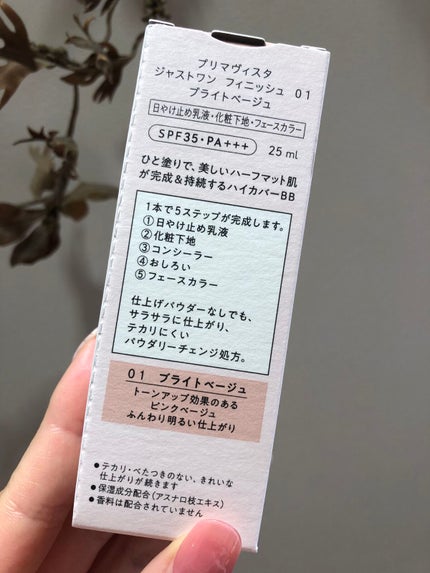 プリマヴィスタ
ジャストワン フィニッシュ 01
ブライトベージュ
日やけ止め乳液・化粧下地・フェースカラー
SPF35・PA+++ 25ml
ひと塗りで、美しいハーフマット肌
が完成&持続するハイカバーBB
1本で5ステップが完成します。
①日やけ止め乳液
②化粧下地
③コンシーラー
④おしろい
⑤フェースカラー
仕上げパウダーなしでも、
サラサラに仕上がり、
テカリにくい
パウダリーチェンジ処方。
01 ブライトベージュ
トーンアップ効果のある
ピンクベージュ
ふんわり明るい仕上がり
●テカリ・べたつきのない、きれいな
仕上がりが続きます
●保湿成分配合(アスナロ枝エキス)
●香料は配合されていません